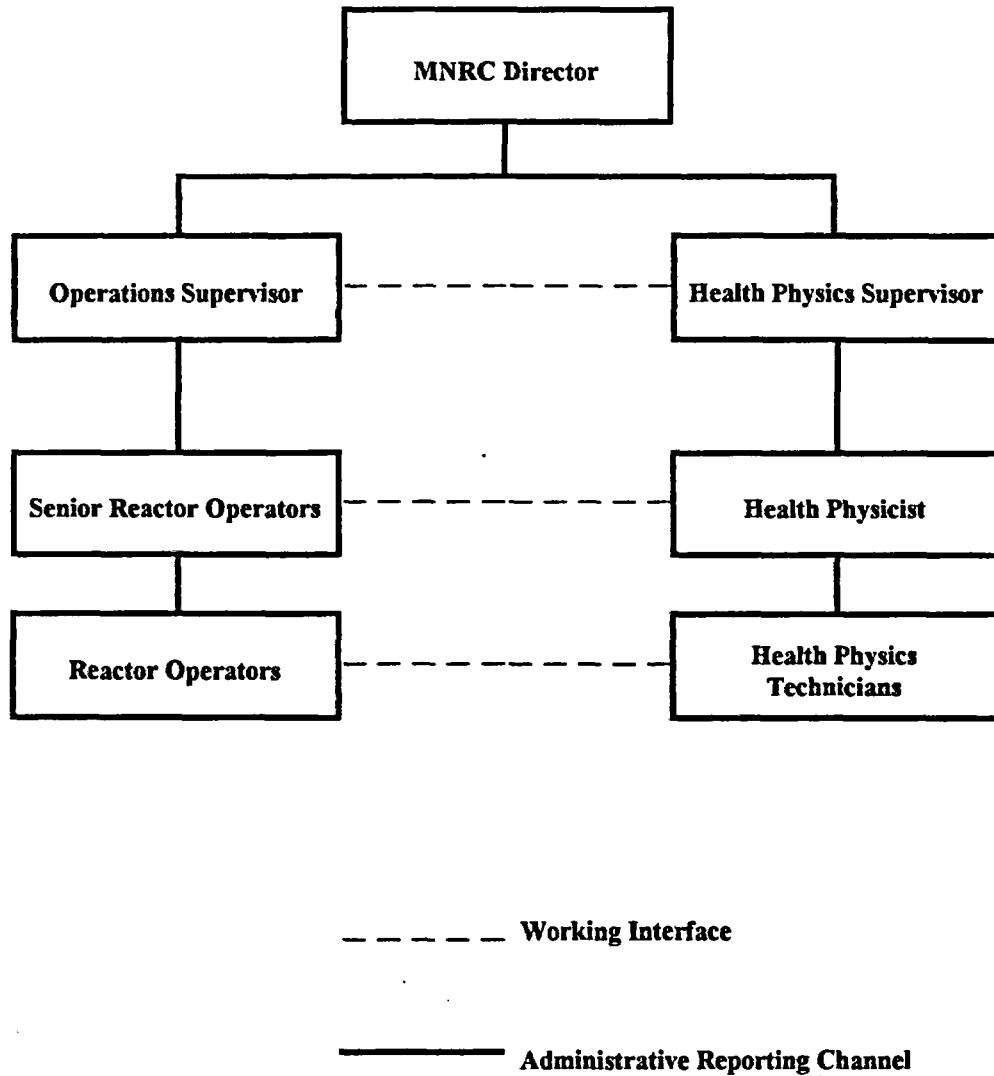 MNRC Director
Operations Supervisor
Health Physics Supervisor
Senior Reactor Operators
Health Physicist
Reactor Operators
Health Physics
Technicians
Working Interface
Administrative Reporting Channel